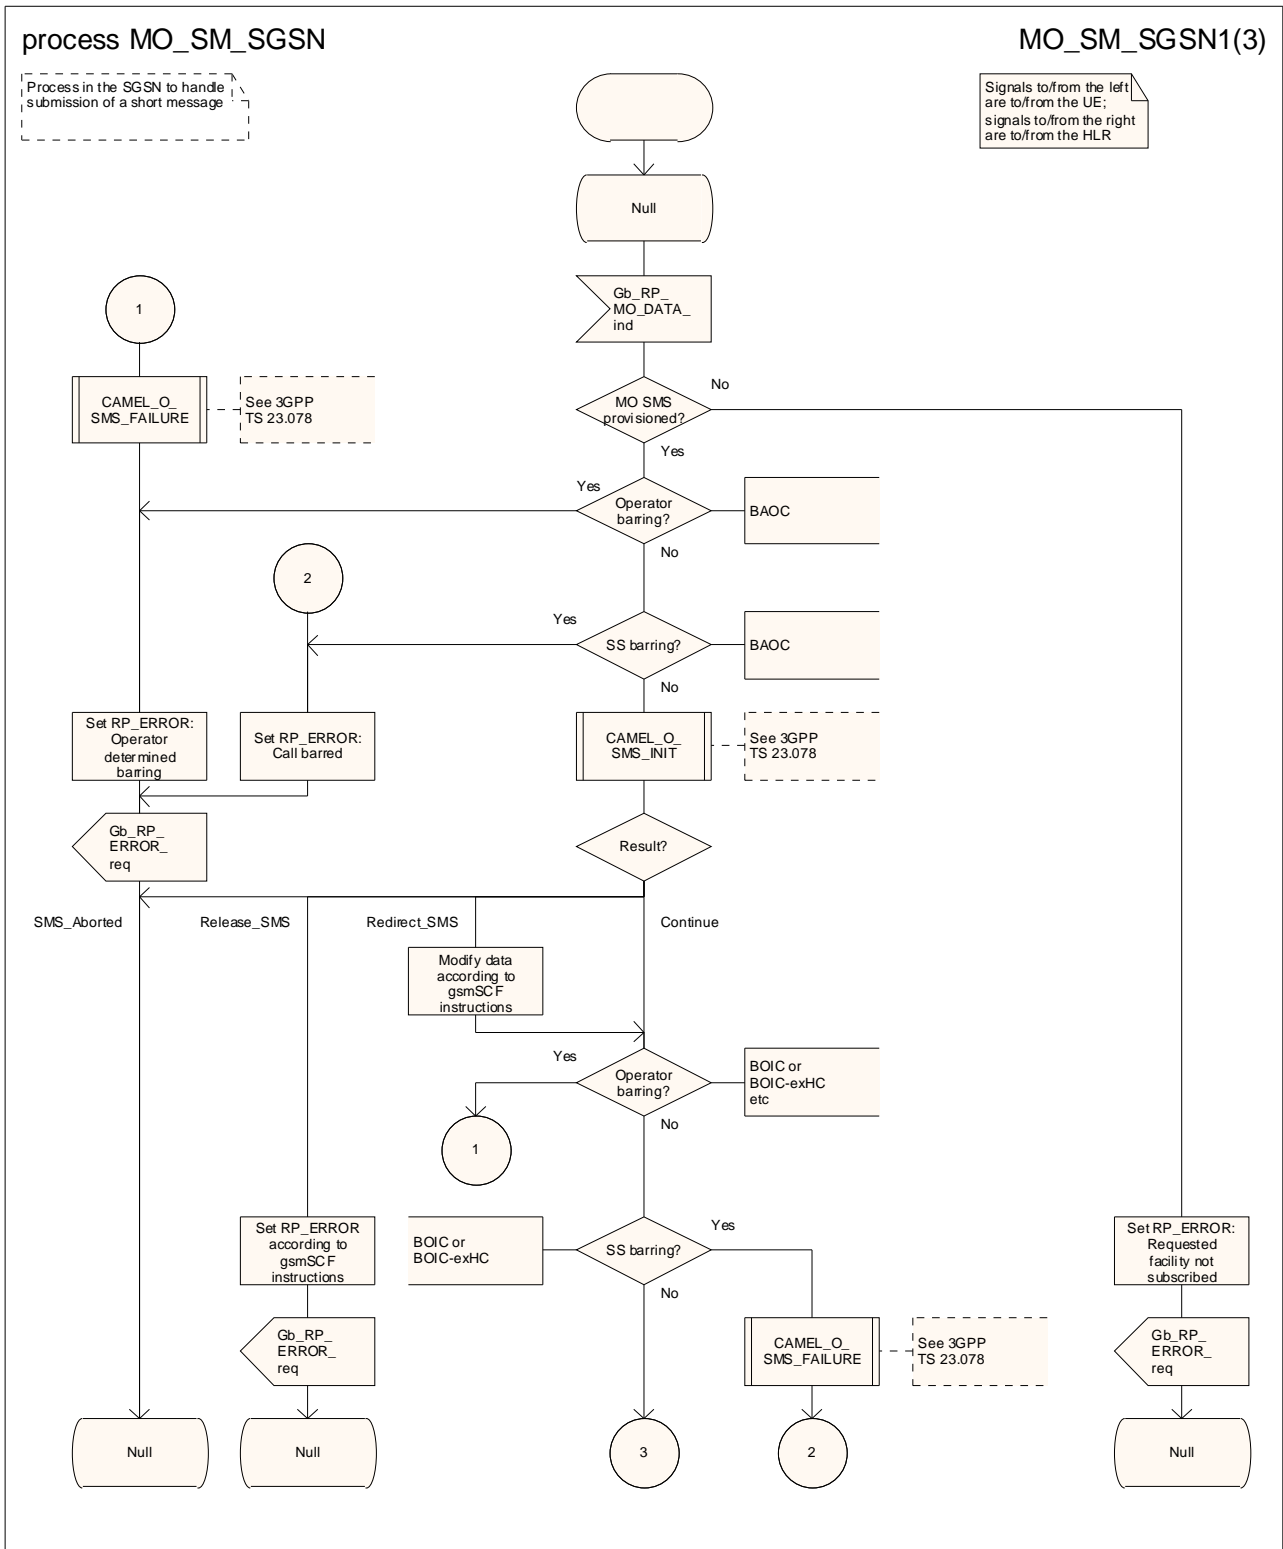 process MO_SM_SGSN
MO_SM_SGSN1(3)
Process in the SGSN to handle
submission of a short message
Signals to/from the left
are to/from the UE;
signals to/from the right
are to/from the HLR
Null
Gb_RP_
MO_DATA_
ind
1
CAMEL_O_
SMS_FAILURE
See 3GPP
TS 23.078
MO SMS
provisioned?
No
Yes
Operator
barring?
Yes
BAOC
No
2
SS barring?
Yes
BAOC
No
Set RP_ERROR:
Operator
determined
barring
Set RP_ERROR:
Call barred
CAMEL_O_
SMS_INIT
See 3GPP
TS 23.078
Gb_RP_
ERROR_
req
Result?
SMS_Aborted
Release_SMS
Redirect_SMS
Continue
Modify data
according to
gsmSCF
instructions
Yes
Operator
barring?
BOIC or
BOIC-exHC
etc
No
1
Set RP_ERROR
according to
gsmSCF
instructions
BOIC or
BOIC-exHC
SS barring?
Yes
No
Set RP_ERROR:
Requested
facility not
subscribed
Gb_RP_
ERROR_
req
CAMEL_O_
SMS_FAILURE
See 3GPP
TS 23.078
Gb_RP_
ERROR_
req
Null
Null
3
2
Null